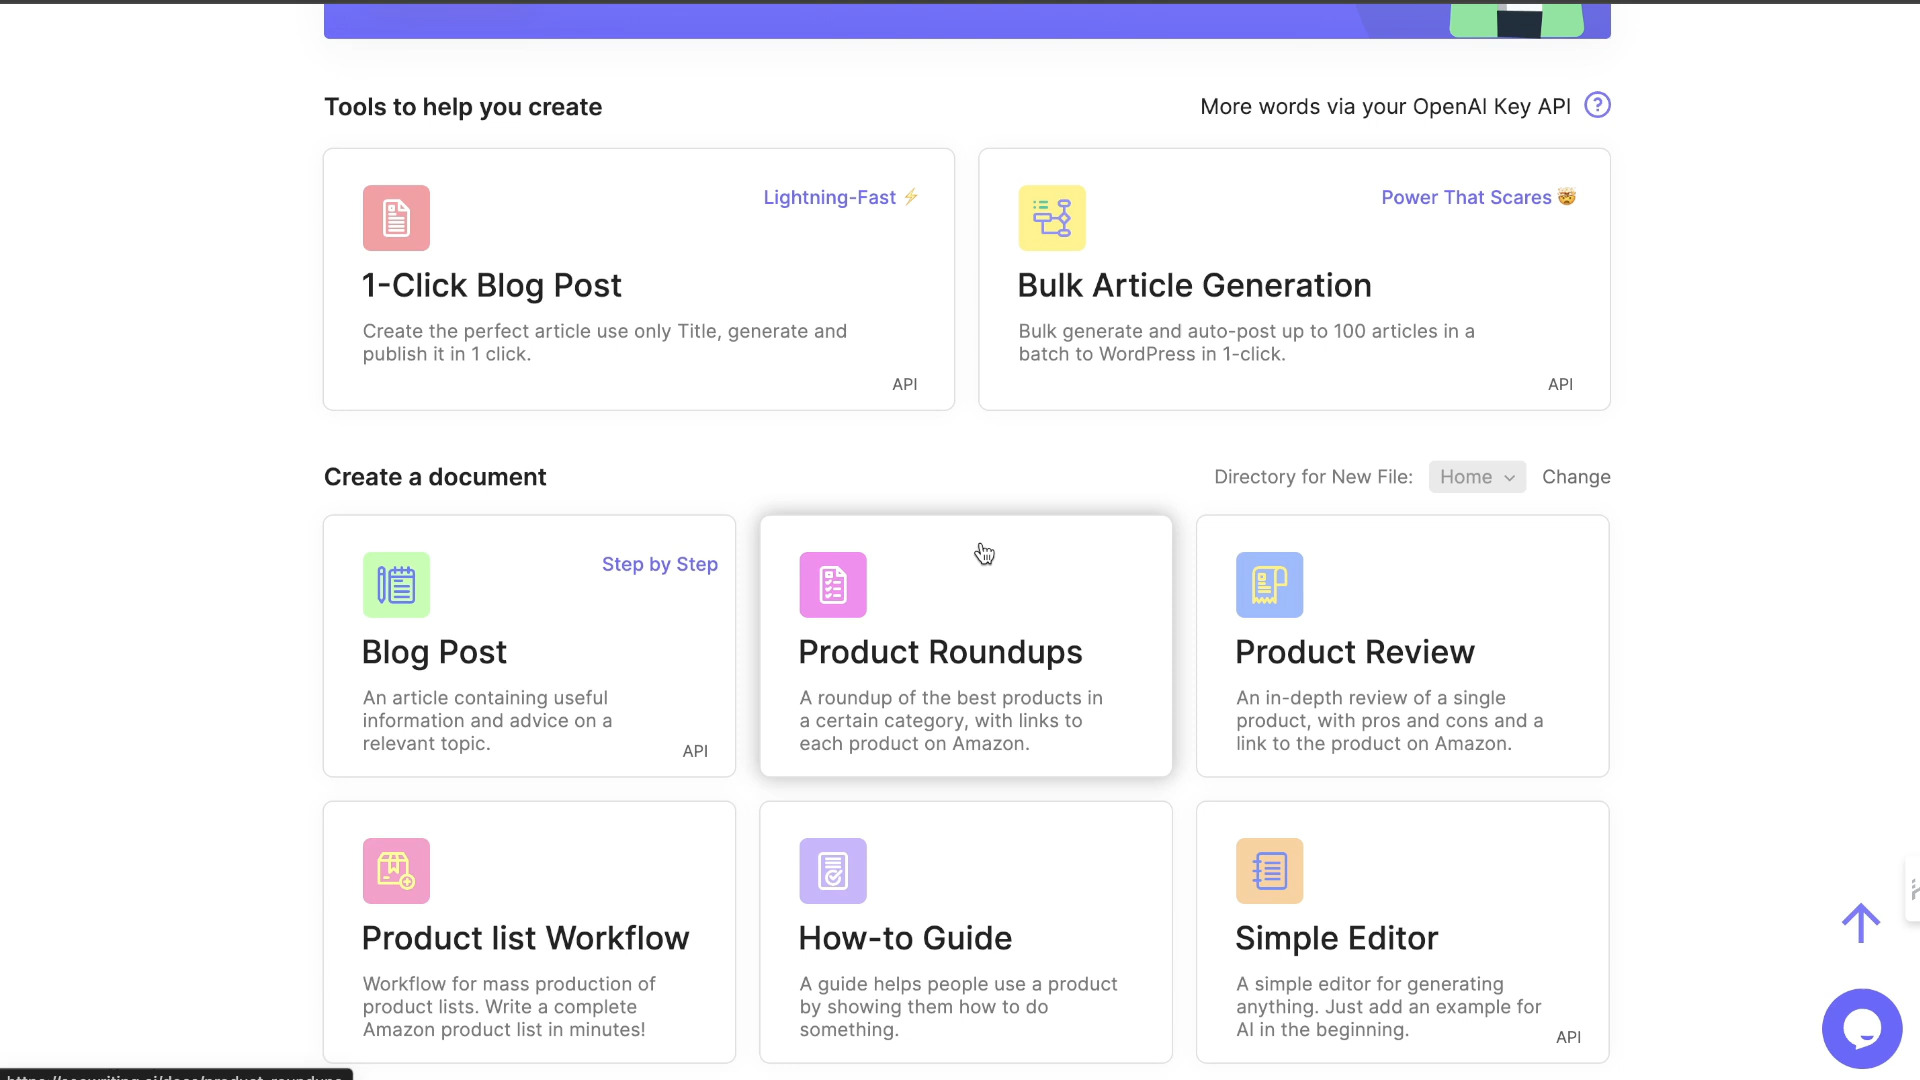 Tools to help you create
More words via your OpenAI Key API ?
Lightning-Fast ⚡
1-Click Blog Post
Create the perfect article use only Title, generate and
publish it in 1 click.
API
Power That Scares 🤯
Bulk Article Generation
Bulk generate and auto-post up to 100 articles in a
batch to WordPress in 1-click.
API
Create a document
Directory for New File: Home Change
Step by Step
Blog Post
An article containing useful
information and advice on a
relevant topic.
API
Product Roundups
A roundup of the best products in
a certain category, with links to
each product on Amazon.
Product Review
An in-depth review of a single
product, with pros and cons and a
link to the product on Amazon.
Product list Workflow
Workflow for mass production of
product lists. Write a complete
Amazon product list in minutes!
How-to Guide
A guide helps people use a product
by showing them how to do
something.
Simple Editor
A simple editor for generating
anything. Just add an example for
AI in the beginning.
API